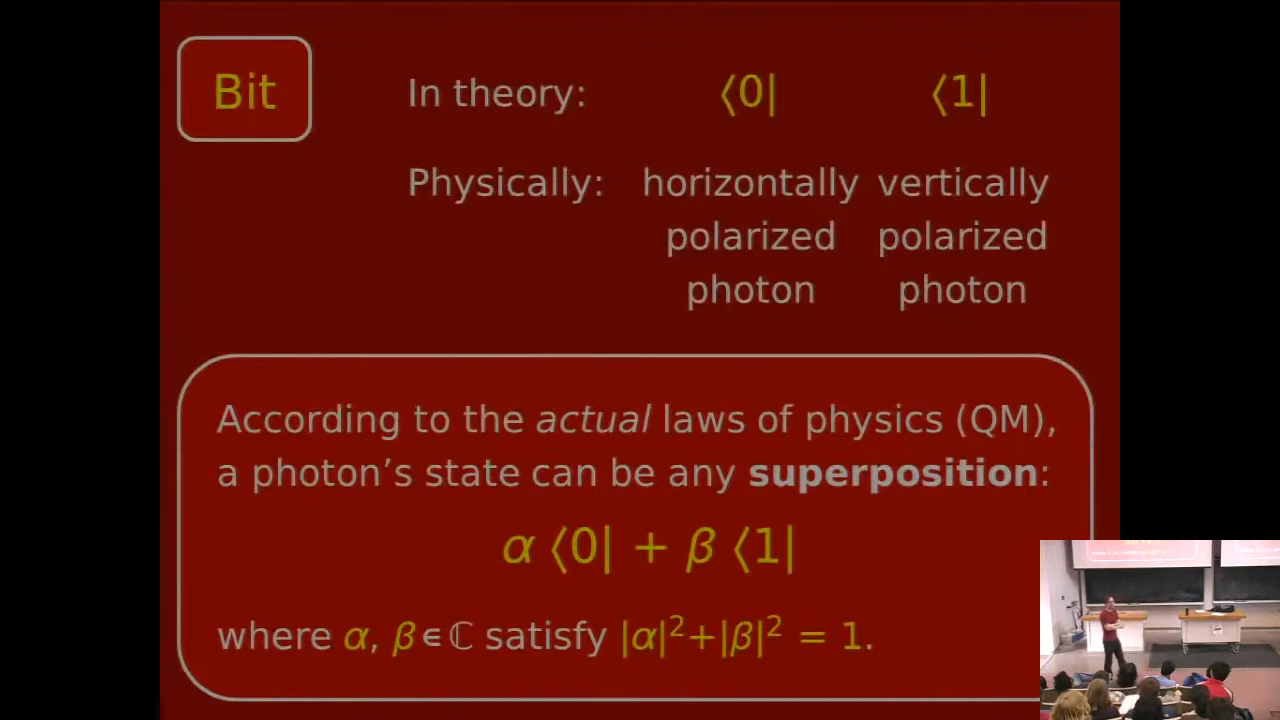 Bit
In theory: ⟨0| ⟨1|
Physically: horizontally vertically
polarized polarized
photon photon
According to the actual laws of physics (QM),
a photon’s state can be any superposition:
α ⟨0| + β ⟨1|
where α, β∈ℂ satisfy |α|²+|β|² = 1.